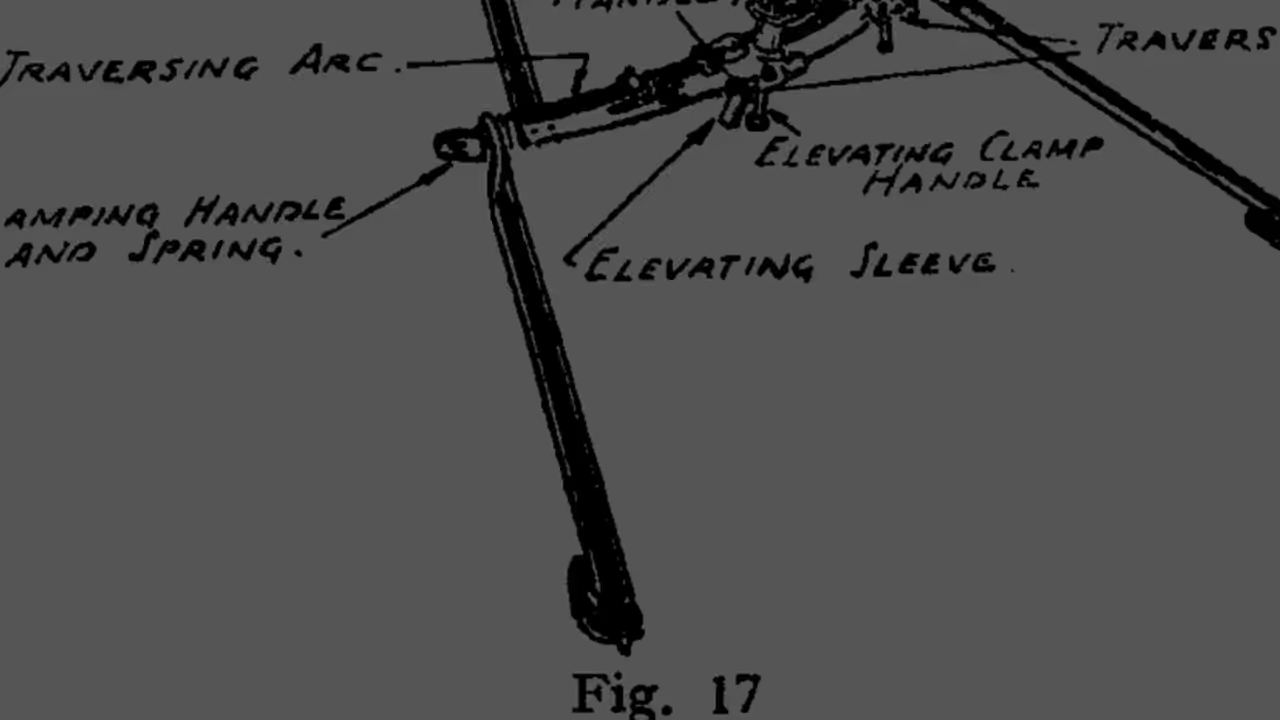 TRAVERSING ARC.
TRAVERS
ELEVATING CLAMP
HANDLE
AMPING HANDLE
AND SPRING.
ELEVATING SLEEVE.
Fig. 17